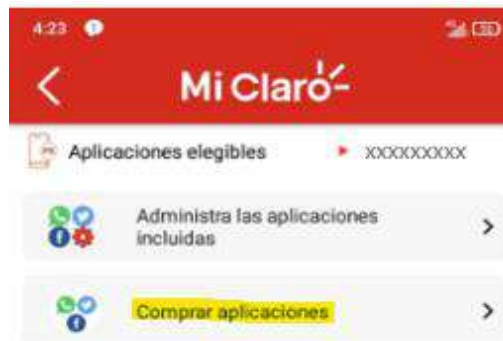 4:23
Mi Claro
Aplicaciones elegibles XXXXXXXXX
Administra las aplicaciones
incluidas
Comprar aplicaciones